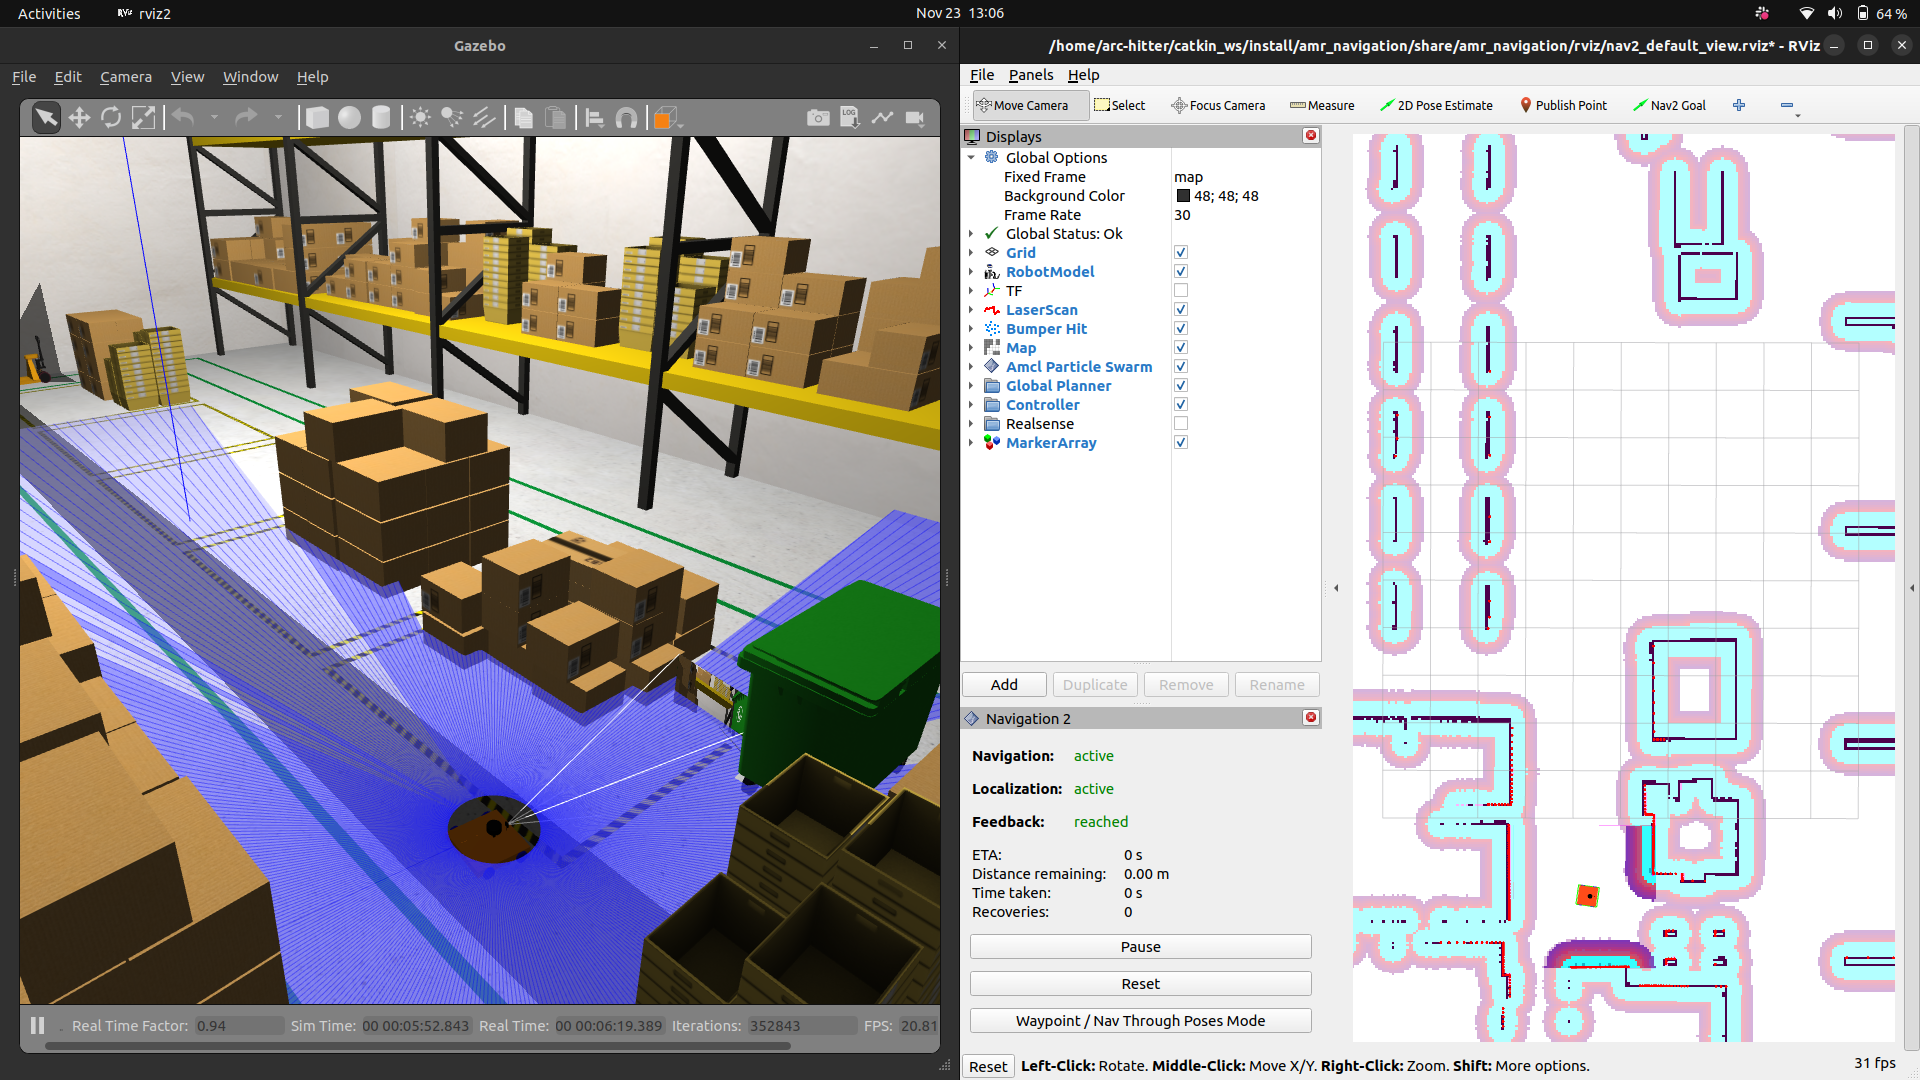 Activities
rviz2
Nov 23 13:06
64 %
Gazebo
File Edit Camera View Window Help
LOG
Real Time Factor: 0.94 Sim Time: 00 00:05:52.843 Real Time: 00 00:06:19.389 Iterations: 352843 FPS: 20.81
/home/arc-hitter/catkin_ws/install/amr_navigation/share/amr_navigation/rviz/nav2_default_view.rviz* - RViz
File Panels Help
Move Camera Select Focus Camera Measure 2D Pose Estimate Publish Point Nav2 Goal
Displays
Global Options
Fixed Frame map
Background Color 48; 48; 48
Frame Rate 30
Global Status: Ok
Grid
RobotModel
TF
LaserScan
Bumper Hit
Map
Amcl Particle Swarm
Global Planner
Controller
Realsense
MarkerArray
Add Duplicate Remove Rename
Navigation 2
Navigation: active
Localization: active
Feedback: reached
ETA: 0 s
Distance remaining: 0.00 m
Time taken: 0 s
Recoveries: 0
Pause
Reset
Waypoint / Nav Through Poses Mode
Reset Left-Click: Rotate. Middle-Click: Move X/Y. Right-Click: Zoom. Shift: More options.
31 fps